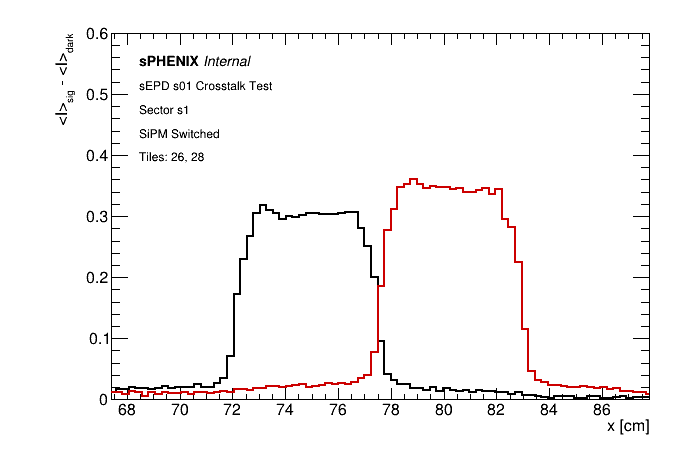 0.6
<I>sig - <I>dark
sPHENIX Internal
sEPD s01 Crosstalk Test
0.5
Sector s1
SiPM Switched
0.4
Tiles: 26, 28
0.3
0.2
0.1
0
68 70 72 74 76 78 80 82 84 86
x [cm]